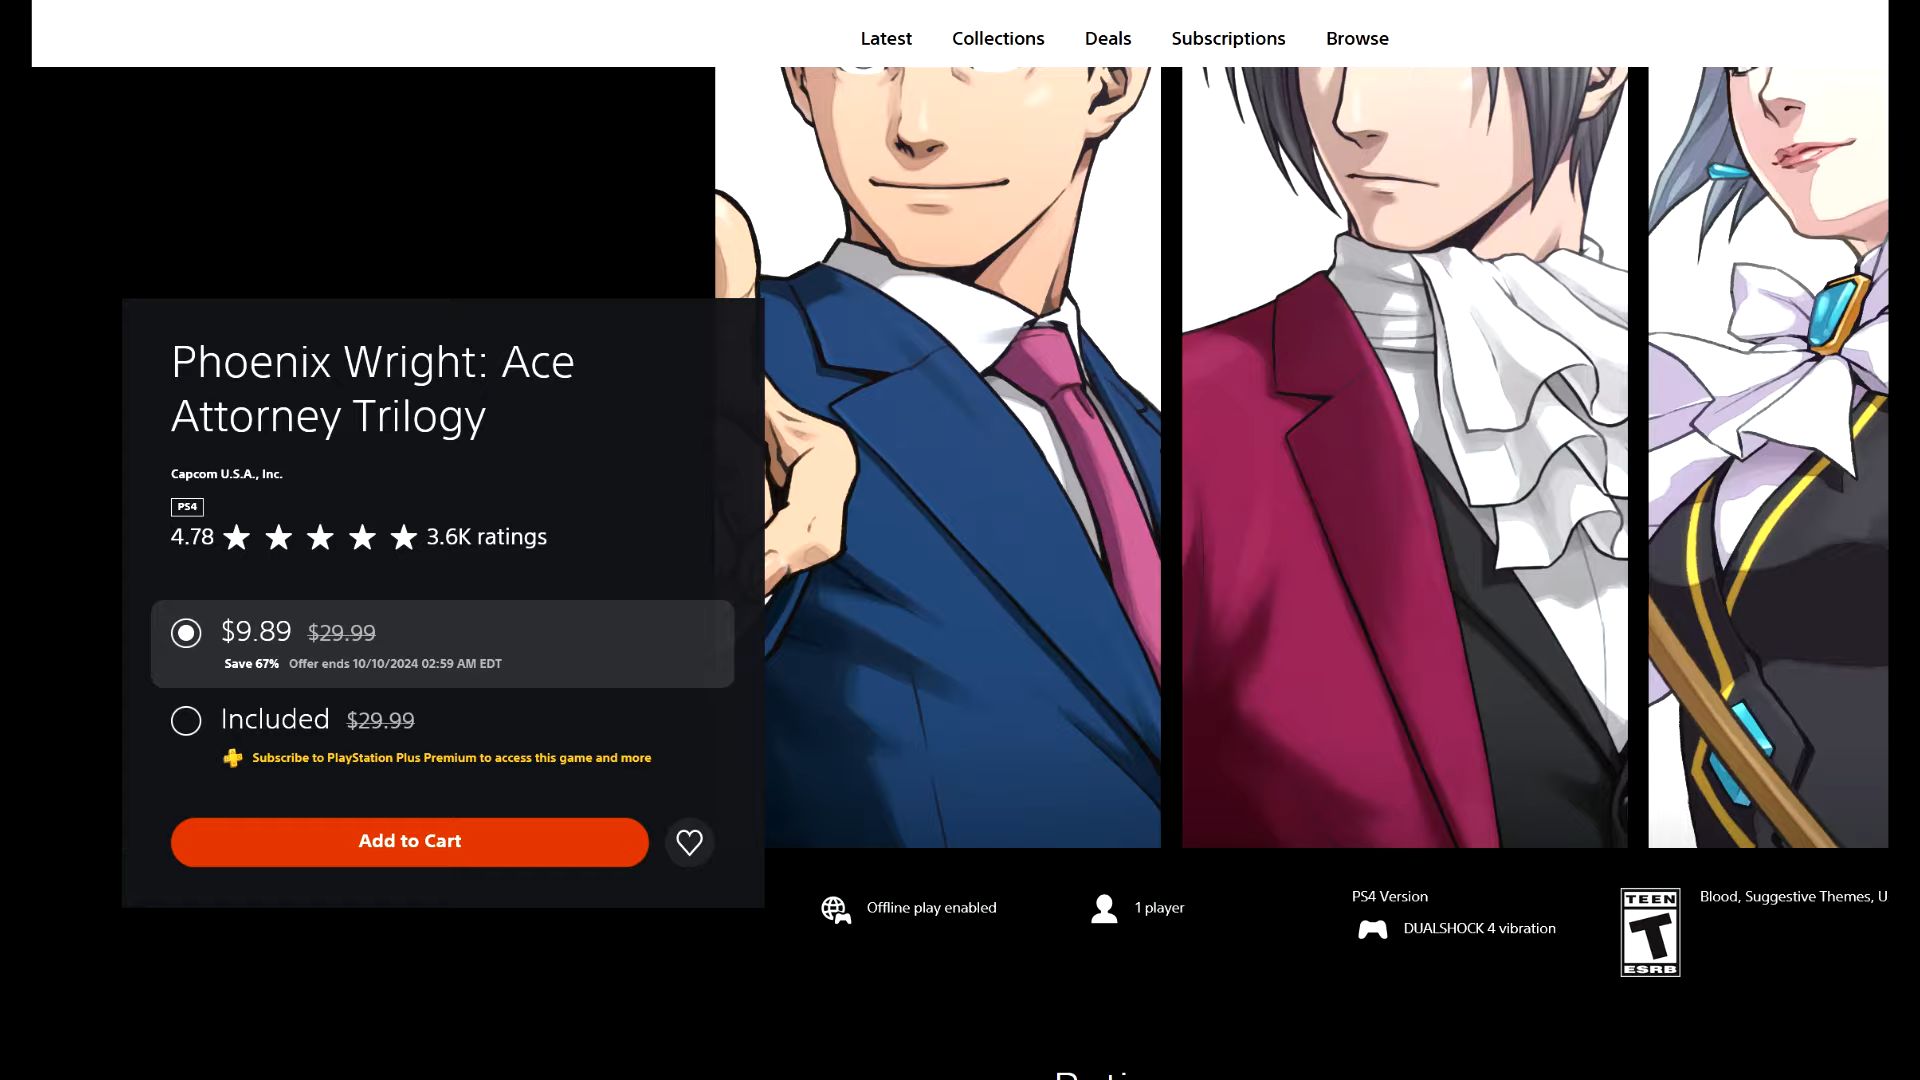 Latest Collections Deals Subscriptions Browse
Phoenix Wright: Ace
Attorney Trilogy
Capcom U.S.A., Inc.
PS4
4.78 3.6K ratings
$9.89 $29.99
Save 67% Offer ends 10/10/2024 02:59 AM EDT
Included $29.99
Subscribe to PlayStation Plus Premium to access this game and more
Add to Cart
Offline play enabled
1 player
PS4 Version
DUALSHOCK 4 vibration
TEEN
T
ESRB
Blood, Suggestive Themes, U